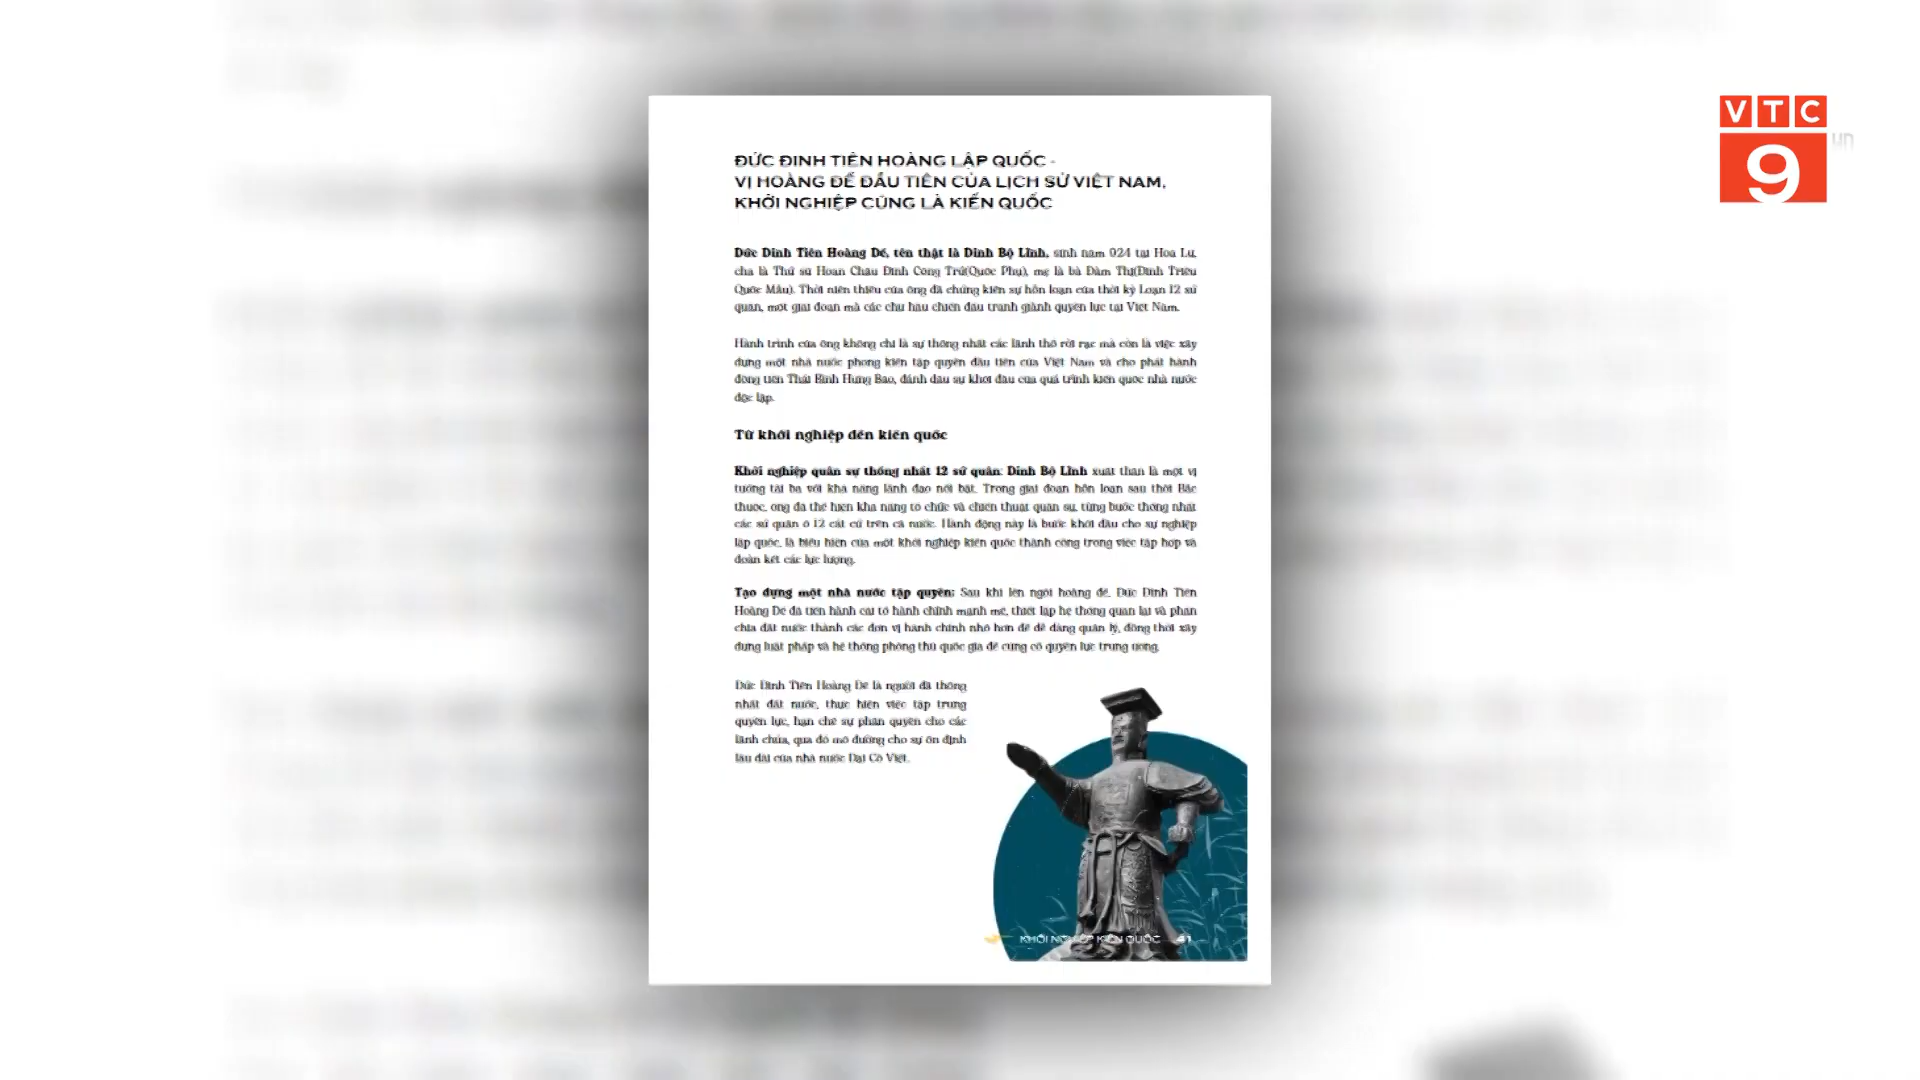 ĐỨC ĐINH TIÊN HOÀNG LẬP QUỐC -
VỊ HOÀNG ĐẾ ĐẦU TIÊN CỦA LỊCH SỬ VIỆT NAM,
KHỞI NGHIỆP CŨNG LÀ KIẾN QUỐC
Đức Đinh Tiên Hoàng Đế, tên thật là Đinh Bộ Lĩnh, sinh năm 924 tại Hoa Lư,
cha là Thứ sử Hoan Châu Đinh Công Trứ(Quốc Phụ), mẹ là bà Đàm Thị(Đinh Triều
Quốc Mẫu). Thời niên thiếu của ông đã chứng kiến sự hỗn loạn của thời kỳ Loạn 12 sứ
quân, một giai đoạn mà các chư hầu chiến đấu tranh giành quyền lực tại Việt Nam.
Hành trình của ông không chỉ là sự thống nhất các lãnh thổ rời rạc mà còn là việc xây
dựng một nhà nước phong kiến tập quyền đầu tiên của Việt Nam và cho phát hành
đồng tiền Thái Bình Hưng Bảo, đánh dấu sự khởi đầu của quá trình kiến quốc nhà nước
độc lập.
Từ khởi nghiệp đến kiến quốc
Khởi nghiệp quân sự thống nhất 12 sứ quân: Đinh Bộ Lĩnh xuất thân là một vị
tướng tài ba với khả năng lãnh đạo nổi bật. Trong giai đoạn hỗn loạn sau thời Bắc
thuộc, ông đã thể hiện khả năng tổ chức và chiến thuật quân sự, từng bước thống nhất
các sứ quân ở 12 cát cứ trên cả nước. Hành động này là bước khởi đầu cho sự nghiệp
lập quốc, là biểu hiện của một khởi nghiệp kiến quốc thành công trong việc tập hợp và
đoàn kết các lực lượng.
Tạo dựng một nhà nước tập quyền: Sau khi lên ngôi hoàng đế, Đức Đinh Tiên
Hoàng Đế đã tiến hành cải tổ hành chính mạnh mẽ, thiết lập hệ thống quan lại và phân
chia đất nước thành các đơn vị hành chính nhỏ hơn để dễ dàng quản lý, đồng thời xây
dựng luật pháp và hệ thống phòng thủ quốc gia để củng cố quyền lực trung ương.
Đức Đinh Tiên Hoàng Đế là người đã thống
nhất đất nước, thực hiện việc tập trung
quyền lực, hạn chế sự phân quyền cho các
lãnh chúa, qua đó mở đường cho sự ổn định
lâu dài của nhà nước Đại Cồ Việt.
KHỞI NGHIỆP KIẾN QUỐC 41
VTC
9